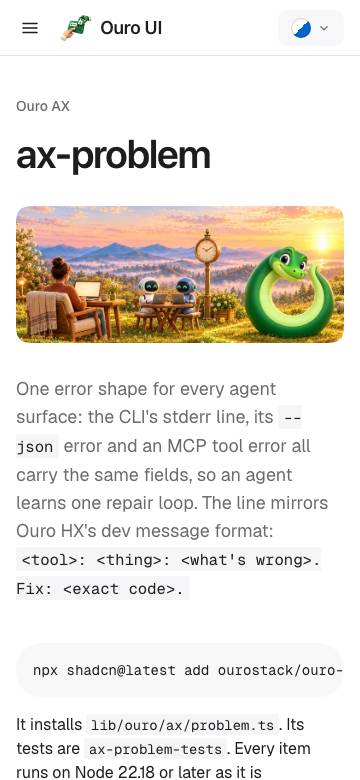 Ouro UI
Ouro AX
ax-problem
One error shape for every agent
surface: the CLI's stderr line, its --
json error and an MCP tool error all
carry the same fields, so an agent
learns one repair loop. The line mirrors
Ouro HX's dev message format:
<tool>: <thing>: <what's wrong>.
Fix: <exact code>.
npx shadcn@latest add ourostack/ouro-
It installs lib/ouro/ax/problem.ts. Its
tests are ax-problem-tests. Every item
runs on Node 22.18 or later as it is